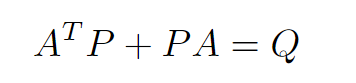 A^T P + PA = Q